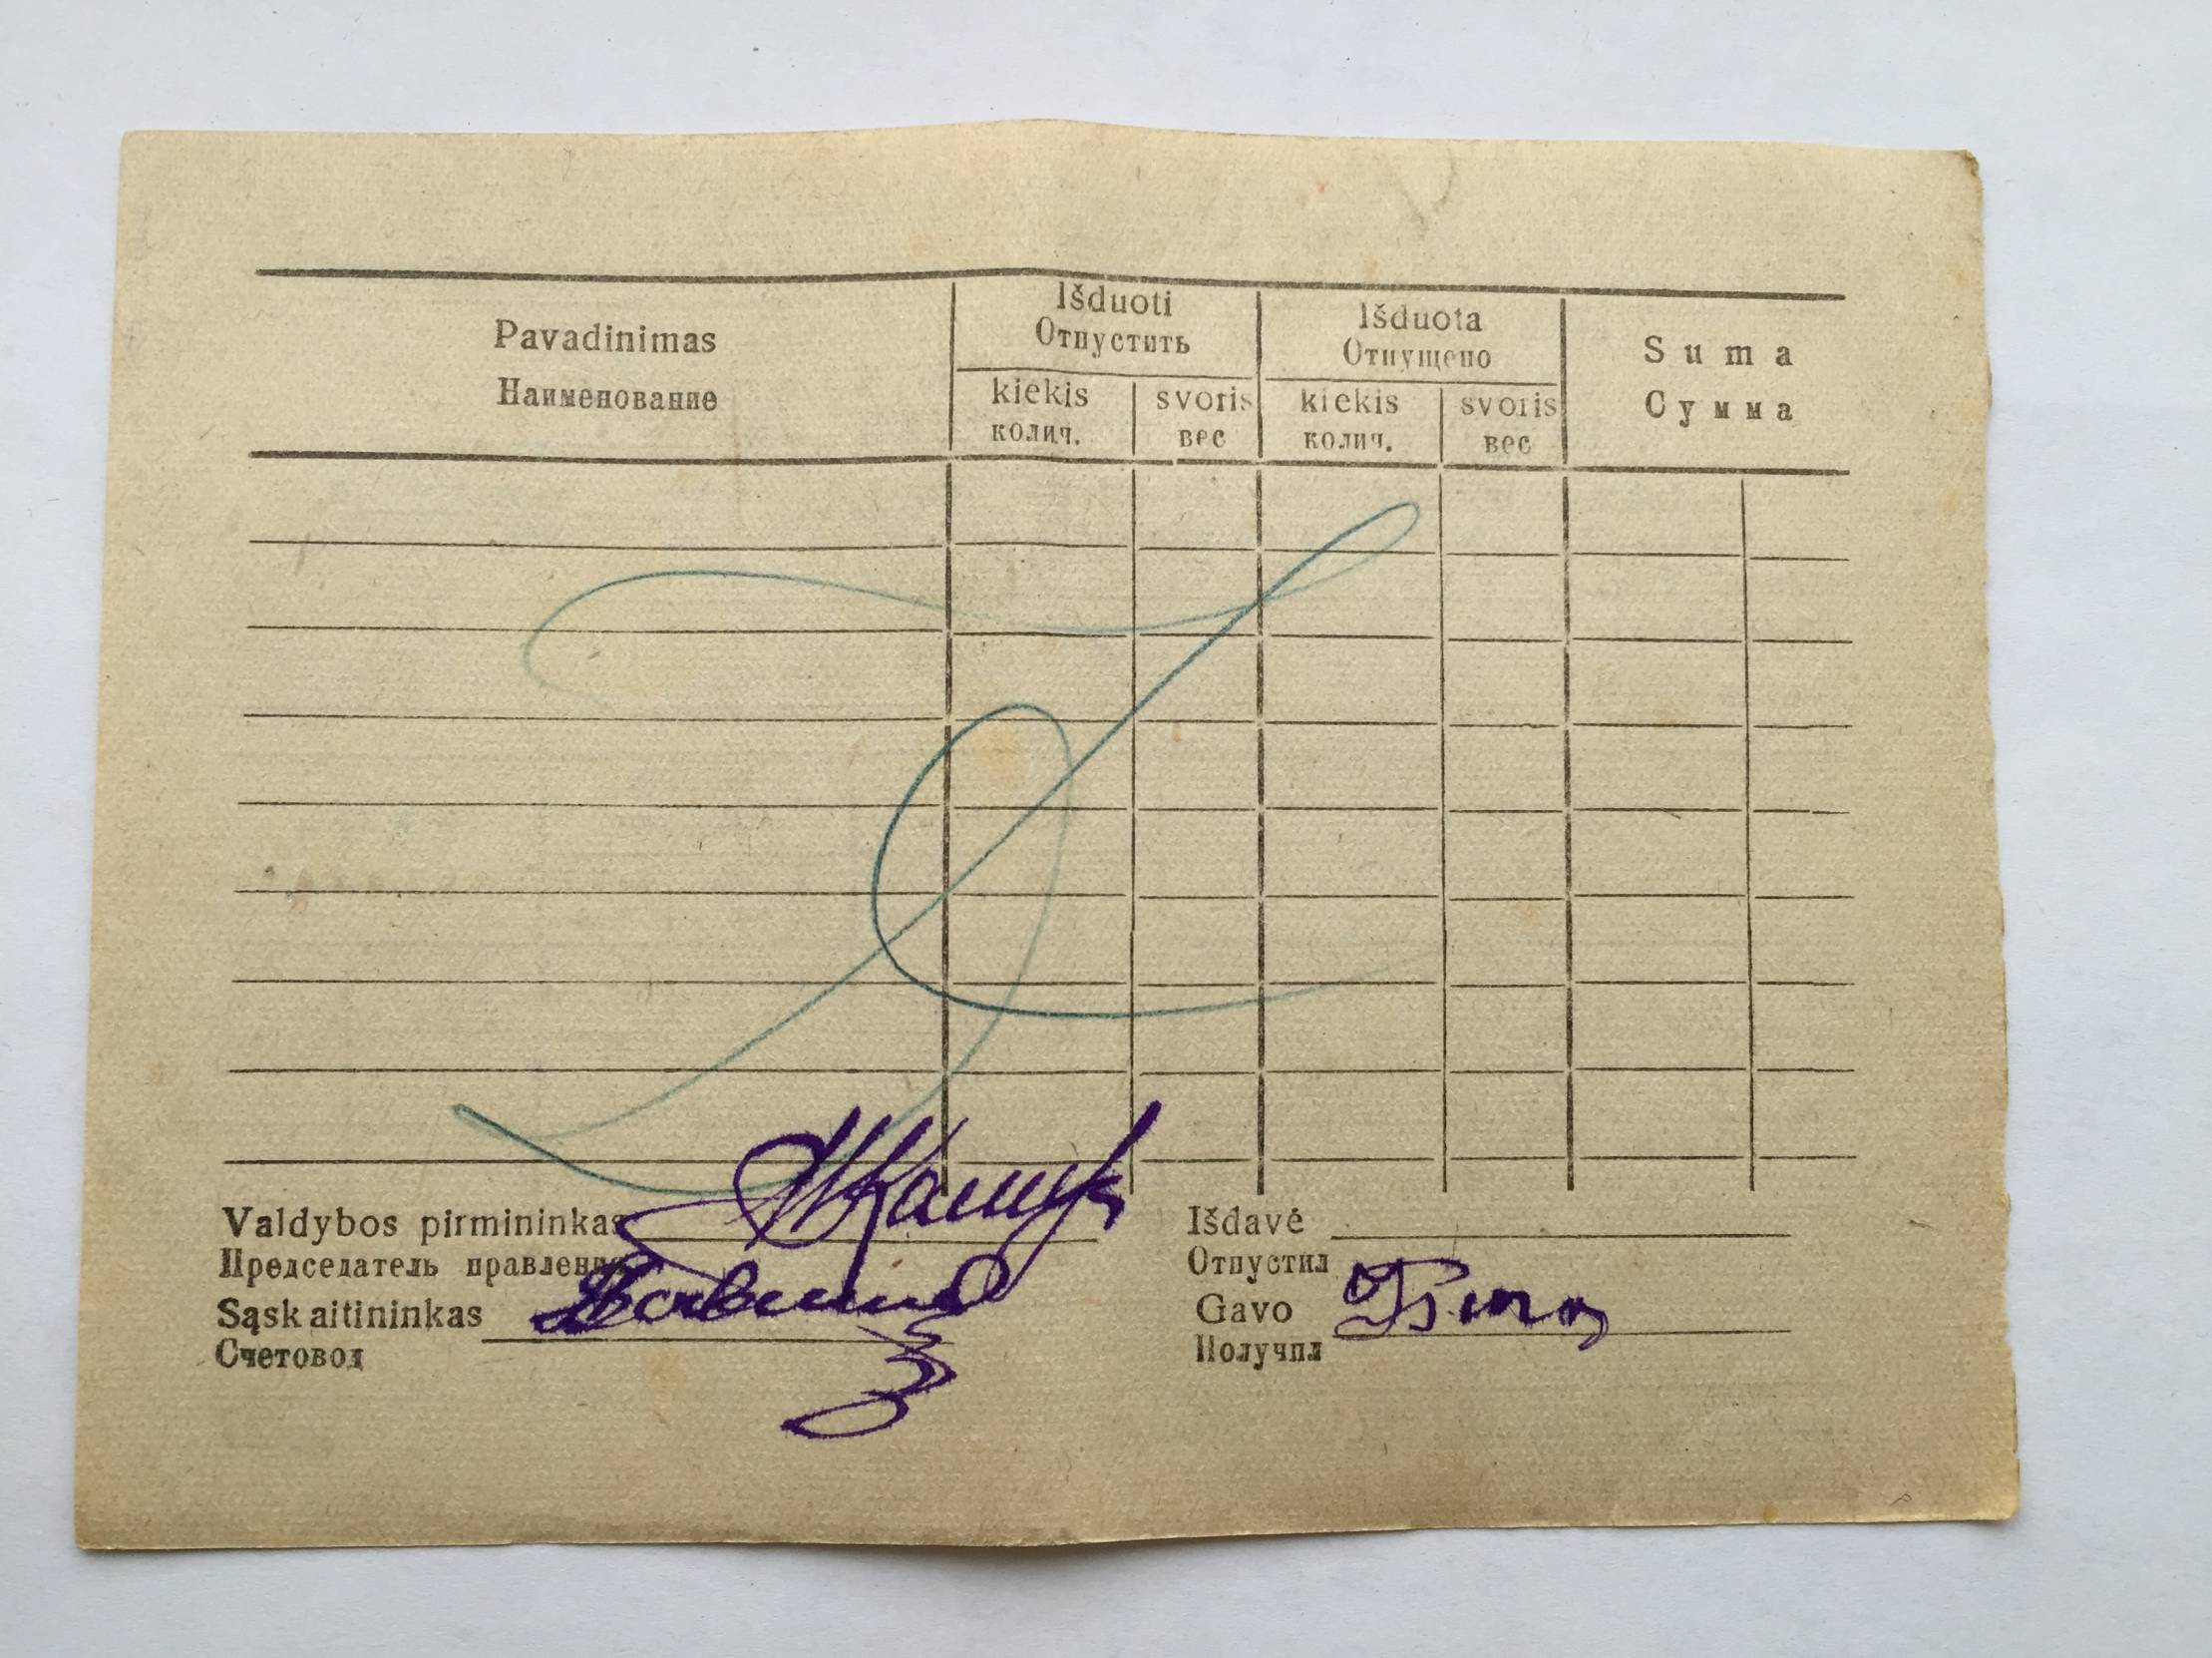 Pavadinimas
Наименование
Išduoti
Отпустить
Išduota
Отпущено
Suma
Сумма
kiekis
колич.
svoris
вес
kiekis
колич.
svoris
вес
Valdybos pirmininkas
Председатель правления
Sąskaitininkas
Счетовод
Išdavė
Отпустил
Gavo
Получил